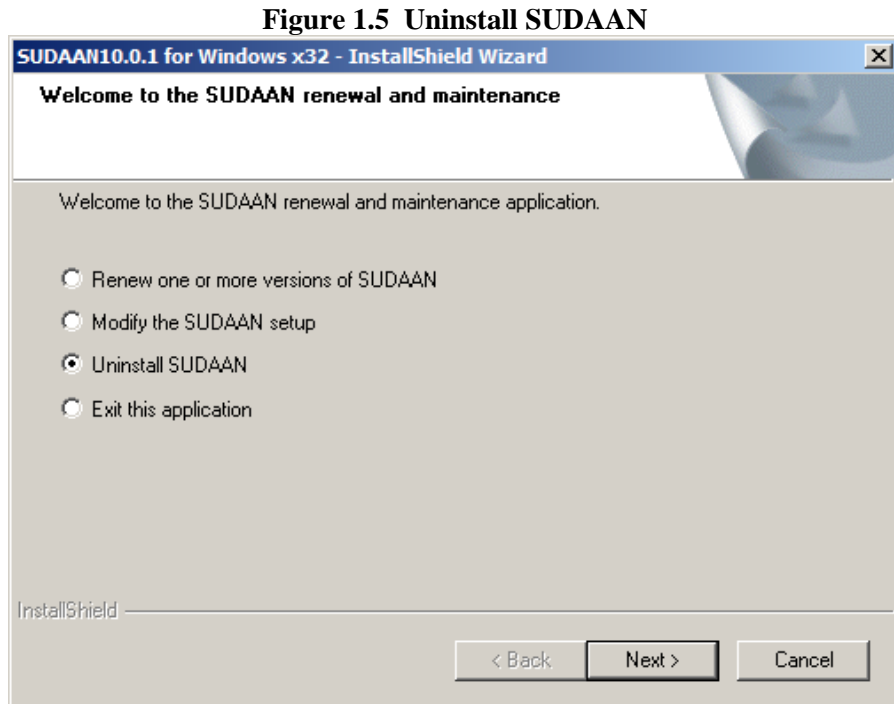 Figure 1.5 Uninstall SUDAAN
SUDAAN10.0.1 for Windows x32 - InstallShield Wizard
Welcome to the SUDAAN renewal and maintenance
Welcome to the SUDAAN renewal and maintenance application.
Renew one or more versions of SUDAAN
Modify the SUDAAN setup
Uninstall SUDAAN
Exit this application
InstallShield
< Back Next > Cancel